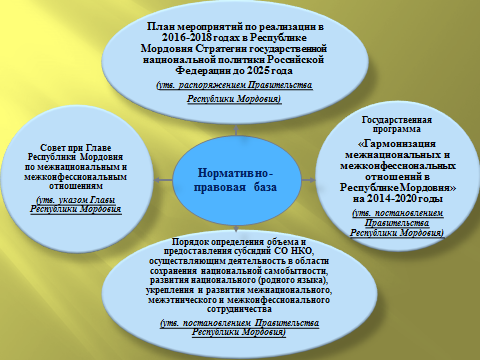 План мероприятий по реализации в
2016-2018 годах в Республике
Мордовия Стратегии государственной
национальной политики Российской
Федерации до 2025 года
(утв. распоряжением Правительства
Республики Мордовия)
Совет при Главе
Республики Мордовия
по межнациональным и
межконфессиональным
отношениям
(утв. указом Главы
Республики Мордовия
Нормативно-
правовая база
Государственная
программа
«Гармонизация
межнациональных и
межконфессиональных
отношений в
Республике Мордовия»
на 2014-2020 годы
(утв. постановлением
Правительства
Республики Мордовия)
Порядок определения объема и
предоставления субсидий СО НКО,
осуществляющим деятельность в области
сохранения национальной самобытности,
развития национального (родного языка),
укрепления и развития межнационального,
межэтнического и межконфессионального
сотрудничества
(утв. постановлением Правительства
Республики Мордовия)